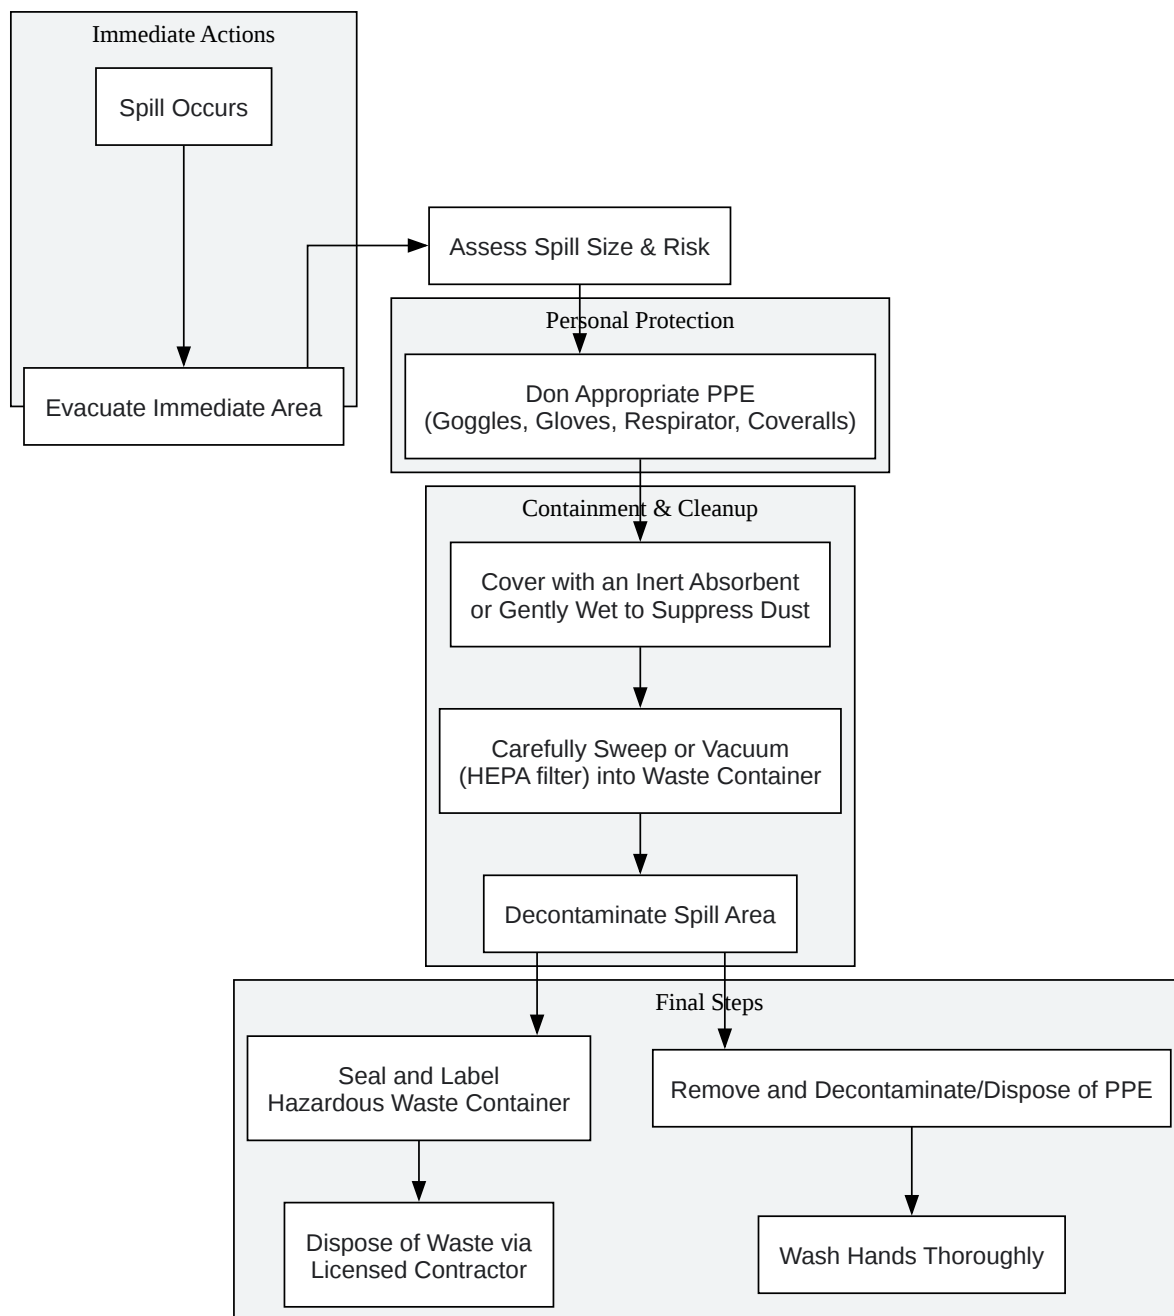 Immediate Actions
Spill Occurs
Assess Spill Size & Risk
Evacuate Immediate Area
Personal Protection
Don Appropriate PPE
(Goggles, Gloves, Respirator, Coveralls)
Containment & Cleanup
Cover with an Inert Absorbent
or Gently Wet to Suppress Dust
Carefully Sweep or Vacuum
(HEPA filter) into Waste Container
Decontaminate Spill Area
Final Steps
Seal and Label
Hazardous Waste Container
Remove and Decontaminate/Dispose of PPE
Dispose of Waste via
Licensed Contractor
Wash Hands Thoroughly